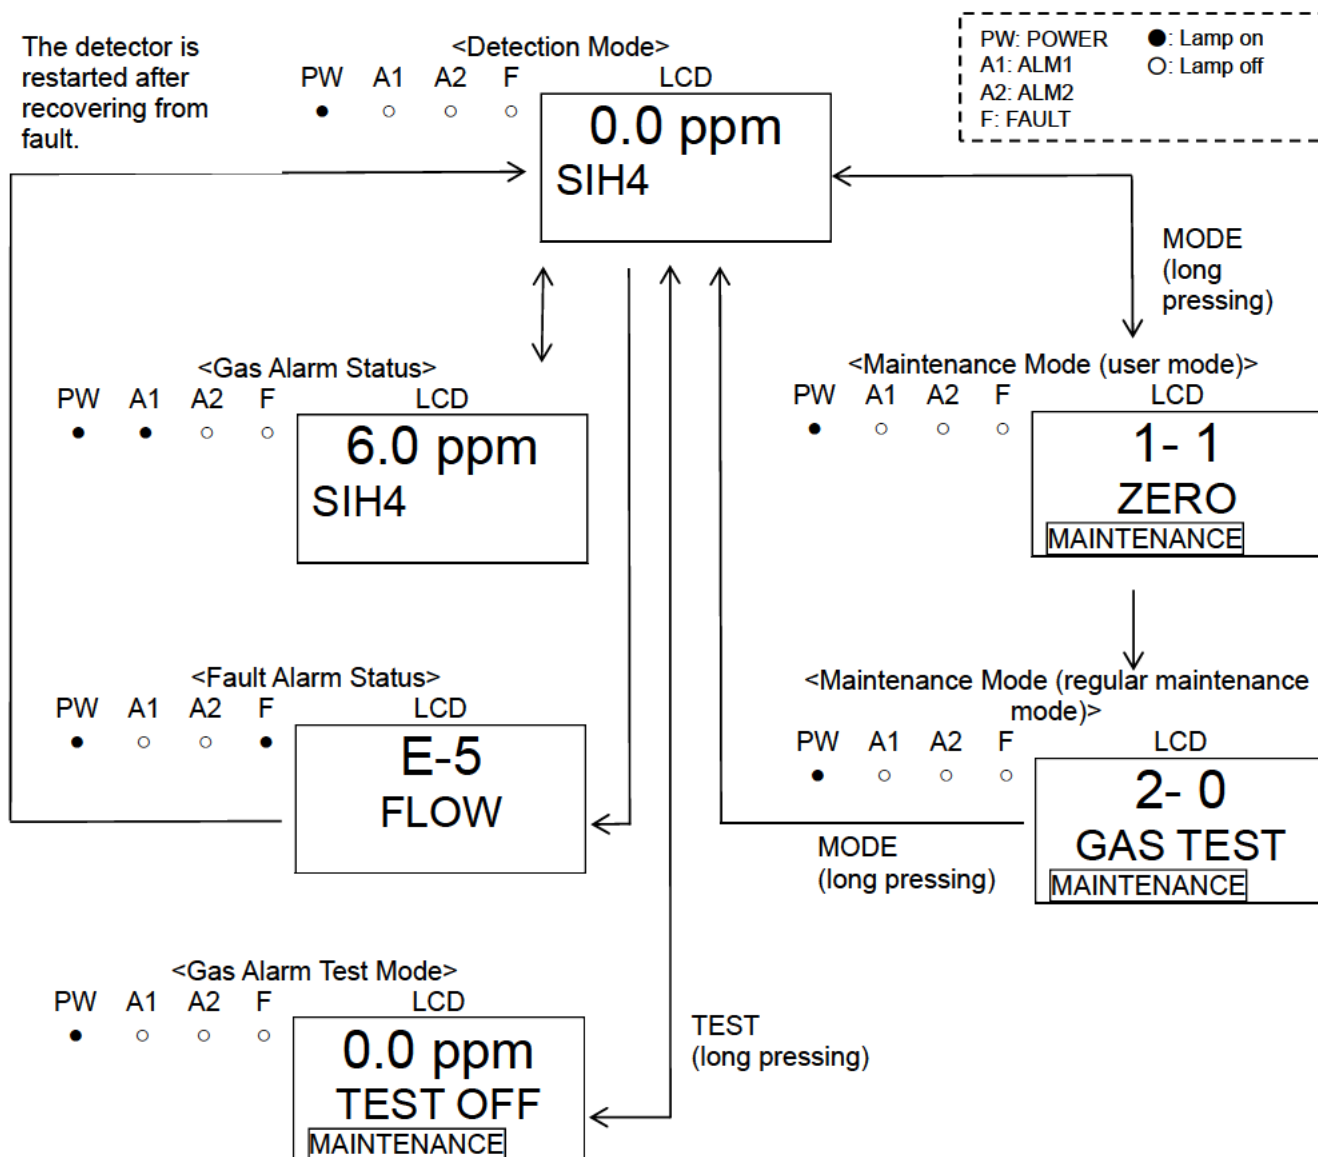 The detector is
restarted after
recovering from
fault.
<Detection Mode>
PW A1 A2 F LCD
● ○ ○ ○
0.0 ppm
SIH4
PW: POWER ●: Lamp on
A1: ALM1 ○: Lamp off
A2: ALM2
F: FAULT
MODE
(long
pressing)
<Gas Alarm Status>
PW A1 A2 F LCD
● ● ○ ○
6.0 ppm
SIH4
<Maintenance Mode (user mode)>
PW A1 A2 F LCD
● ○ ○ ○
1- 1
ZERO
MAINTENANCE
<Fault Alarm Status>
PW A1 A2 F LCD
● ○ ○ ●
E-5
FLOW
<Maintenance Mode (regular maintenance
mode)>
PW A1 A2 F LCD
● ○ ○ ○
2- 0
GAS TEST
MAINTENANCE
MODE
(long pressing)
<Gas Alarm Test Mode>
PW A1 A2 F LCD
● ○ ○ ○
0.0 ppm
TEST OFF
MAINTENANCE
TEST
(long pressing)